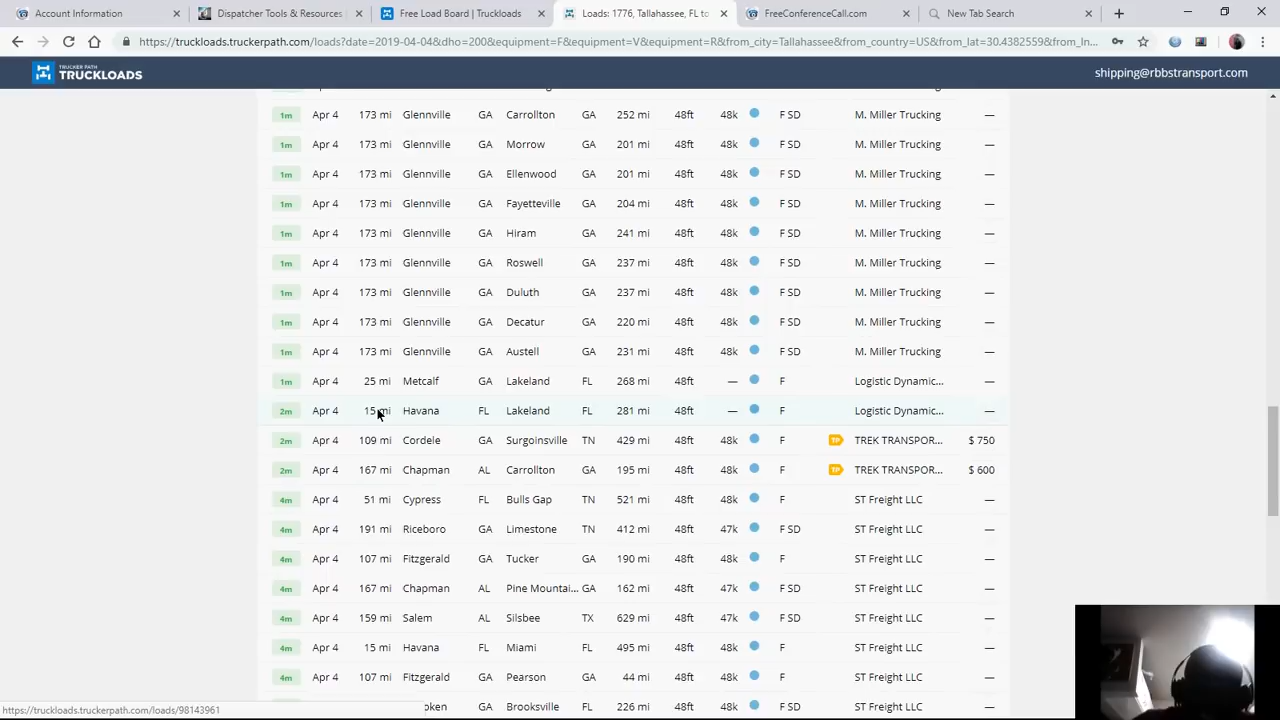 Account Information
Dispatcher Tools & Resources
Free Load Board | Truckloads
Loads: 1776, Tallahassee, FL to
FreeConferenceCall.com
New Tab Search
https://truckloads.truckerpath.com/loads?date=2019-04-04&dho=200&equipment=F&equipment=V&equipment=R&from_city=Tallahassee&from_country=US&from_lat=30.4382559&from_ln...
TRUCKER PATH
TRUCKLOADS
shipping@rbbstransport.com
1m Apr 4 173 mi Glennville GA Carrollton GA 252 mi 48ft 48k F SD M. Miller Trucking —
1m Apr 4 173 mi Glennville GA Morrow GA 201 mi 48ft 48k F SD M. Miller Trucking —
1m Apr 4 173 mi Glennville GA Ellenwood GA 201 mi 48ft 48k F SD M. Miller Trucking —
1m Apr 4 173 mi Glennville GA Fayetteville GA 204 mi 48ft 48k F SD M. Miller Trucking —
1m Apr 4 173 mi Glennville GA Hiram GA 241 mi 48ft 48k F SD M. Miller Trucking —
1m Apr 4 173 mi Glennville GA Roswell GA 237 mi 48ft 48k F SD M. Miller Trucking —
1m Apr 4 173 mi Glennville GA Duluth GA 237 mi 48ft 48k F SD M. Miller Trucking —
1m Apr 4 173 mi Glennville GA Decatur GA 220 mi 48ft 48k F SD M. Miller Trucking —
1m Apr 4 173 mi Glennville GA Austell GA 231 mi 48ft 48k F SD M. Miller Trucking —
1m Apr 4 25 mi Metcalf GA Lakeland FL 268 mi 48ft — F Logistic Dynamic... —
2m Apr 4 15 mi Havana FL Lakeland FL 281 mi 48ft — F Logistic Dynamic... —
2m Apr 4 109 mi Cordele GA Surgoinsville TN 429 mi 48ft 48k F TP TREK TRANSPOR... $ 750
2m Apr 4 167 mi Chapman AL Carrollton GA 195 mi 48ft 48k F TP TREK TRANSPOR... $ 600
4m Apr 4 51 mi Cypress FL Bulls Gap TN 521 mi 48ft 48k F ST Freight LLC —
4m Apr 4 191 mi Riceboro GA Limestone TN 412 mi 48ft 47k F SD ST Freight LLC —
4m Apr 4 107 mi Fitzgerald GA Tucker GA 190 mi 48ft 48k F ST Freight LLC —
4m Apr 4 167 mi Chapman AL Pine Mountai... GA 162 mi 48ft 47k F SD ST Freight LLC —
4m Apr 4 159 mi Salem AL Silsbee TX 629 mi 48ft 47k F SD ST Freight LLC —
4m Apr 4 15 mi Havana FL Miami FL 495 mi 48ft 48k F ST Freight LLC —
4m Apr 4 177 mi Fitzgerald GA Pearson GA 44 mi 48ft 48k F ST Freight LLC —
oken GA Brooksville FL 226 mi 48ft 48k F SD ST Freight LLC —
https://truckloads.truckerpath.com/loads/98143961